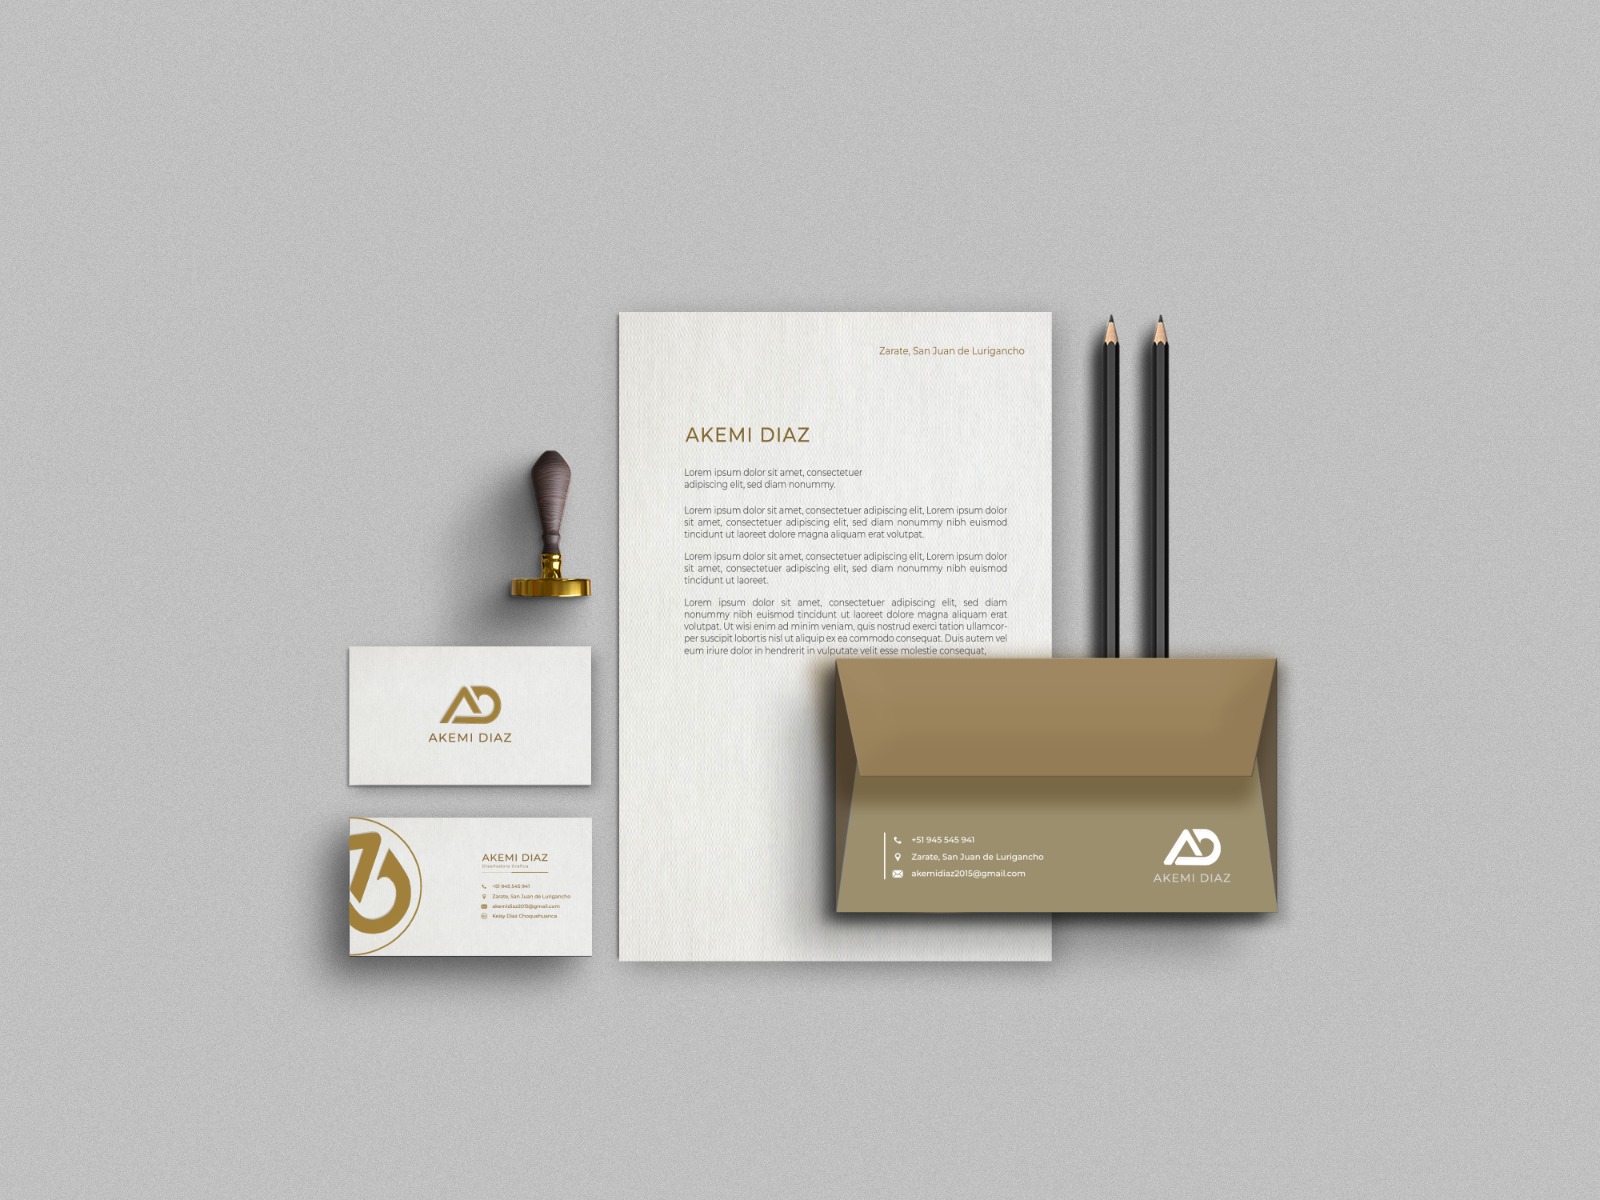 Zarate, San Juan de Lurigancho
AKEMI DIAZ
Lorem ipsum dolor sit amet, consectetuer
adipiscing elit, sed diam nonummy.
Lorem ipsum dolor sit amet, consectetuer adipiscing elit, Lorem ipsum dolor
sit amet, consectetuer adipiscing elit, sed diam nonummy nibh euismod
tincidunt ut laoreet dolore magna aliquam erat volutpat.
Lorem ipsum dolor sit amet, consectetuer adipiscing elit, Lorem ipsum dolor
sit amet, consectetuer adipiscing elit, sed diam nonummy nibh euismod
tincidunt ut laoreet.
Lorem ipsum dolor sit amet, consectetuer adipiscing elit, sed diam
nonummy nibh euismod tincidunt ut laoreet dolore magna aliquam erat
volutpat. Ut wisi enim ad minim veniam, quis nostrud exerci tation ullamcor-
per suscipit lobortis nisl ut aliquip ex ea commodo consequat. Duis autem vel
eum iriure dolor in hendrerit in vulputate velit esse molestie consequat,
AD
AKEMI DIAZ
AKEMI DIAZ
Diseñadora Gráfica
+51 945 545 941
Zarate, San Juan de Lurigancho
akemidiaz2015@gmail.com
Keisy Diaz Choquehuanca
+51 945 545 941
Zarate, San Juan de Lurigancho
akemidiaz2015@gmail.com
AD
AKEMI DIAZ